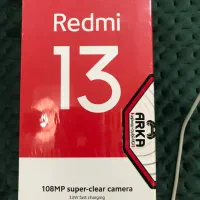 Redmi
13
ARKA
108MP super-clear camera
33W fast charging